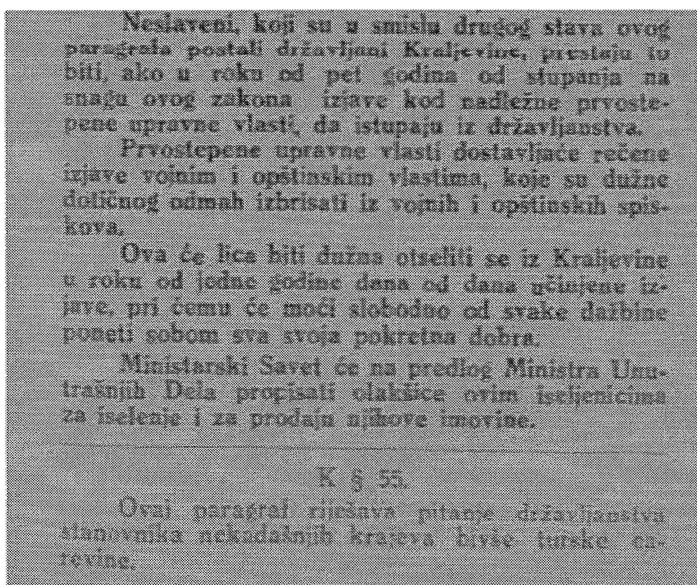 Neslaveni, koji su u smislu drugog stava ovog
paragrafa postali državljani Kraljevine, prestaju to
biti, ako u roku od pet godina od stupanja na
snagu ovog zakona izjave kod nadležne prvoste-
pene upravne vlasti, da istupaju iz državljanstva.
Prvostepene upravne vlasti dostavljaće rečene
izjave vojnim i opštinskim vlastima, koje su dužne
dotičnog odmah izbrisati iz vojnih i opštinskih spis-
kova.
Ova će lica biti dužna otseliti se iz Kraljevine
u roku od jedne godine dana od dana učinjene iz-
jave, pri čemu će moći slobodno od svake dažbine
poneti sobom sva svoja pokretna dobra.
Ministarski Savet će na predlog Ministra Unu-
trašnjih Dela propisati olakšice ovim iseljenicima
za iselenje i za prodaju njihove imovine.
K § 55.
Ovaj paragraf riješava pitanje državljanstva
stanovnika nekadašnjih krajeva bivše turske ca-
revine.